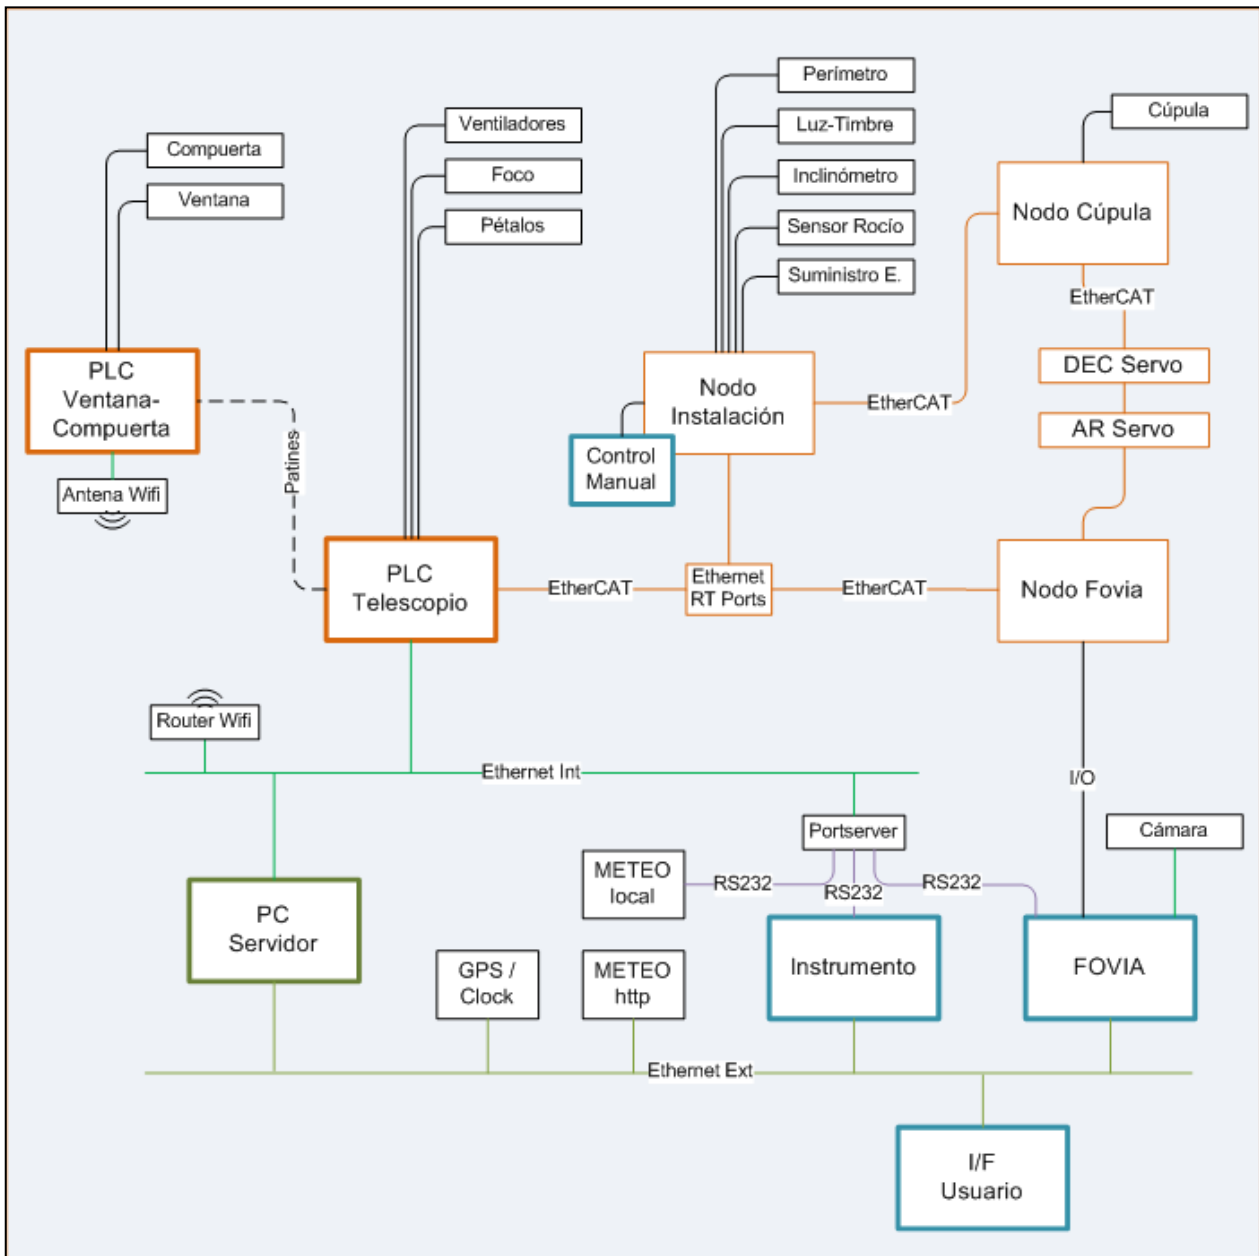 Perímetro
Cúpula
Ventiladores
Luz-Timbre
Compuerta
Foco
Inclinómetro
Ventana
Pétalos
Sensor Rocío
Nodo Cúpula
Suministro E.
EtherCAT
PLC
Ventana-
Compuerta
Nodo
Instalación
EtherCAT
DEC Servo
AR Servo
Control
Manual
Patines
Antena Wifi
PLC
Telescopio
EtherCAT
Ethernet
RT Ports
EtherCAT
Nodo Fovia
Router Wifi
Ethernet Int
I/O
Portserver
Cámara
METEO
local
RS232
RS232
RS232
PC
Servidor
GPS /
Clock
METEO
http
Instrumento
FOVIA
Ethernet Ext
I/F
Usuario